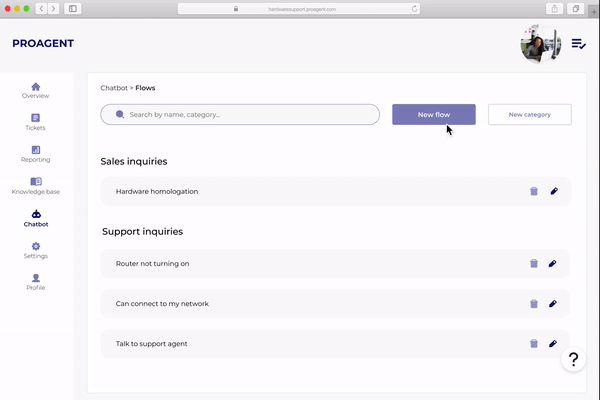 hardwaresupport.proagent.com
PROAGENT
Overview
Tickets
Reporting
Knowledge base
Chatbot
Settings
Profile
Chatbot > Flows
Search by name, category...
New flow
New category
Sales inquiries
Hardware homologation
Support inquiries
Router not turning on
Can connect to my network
Talk to support agent
?